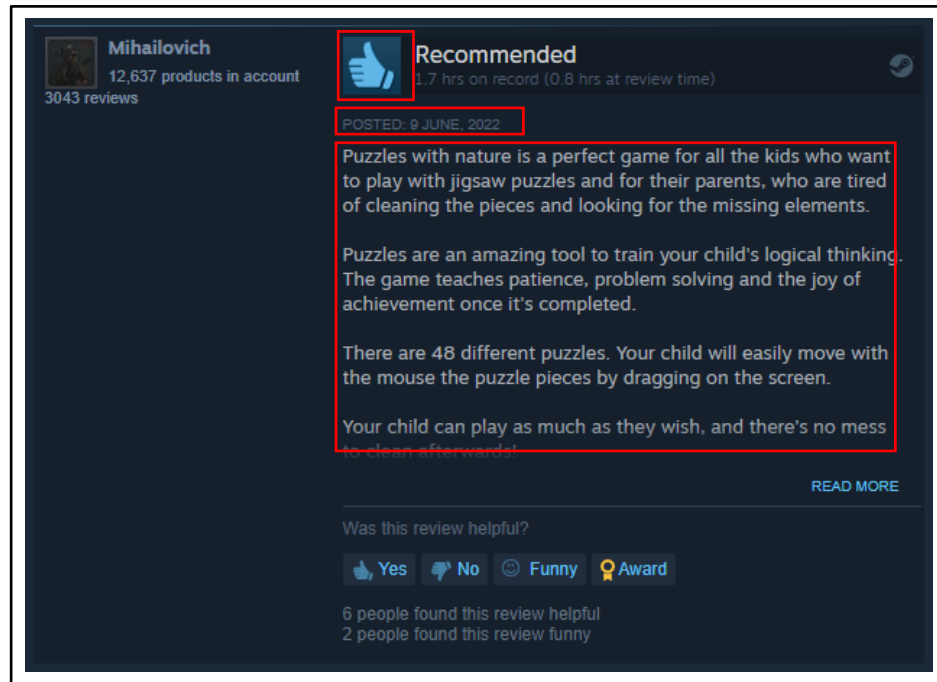 Mihailovich
12,637 products in account
3043 reviews
Recommended
1.7 hrs on record (0.8 hrs at review time)
POSTED: 9 JUNE, 2022
Puzzles with nature is a perfect game for all the kids who want
to play with jigsaw puzzles and for their parents, who are tired
of cleaning the pieces and looking for the missing elements.
Puzzles are an amazing tool to train your child's logical thinking.
The game teaches patience, problem solving and the joy of
achievement once it's completed.
There are 48 different puzzles. Your child will easily move with
the mouse the puzzle pieces by dragging on the screen.
Your child can play as much as they wish, and there's no mess
to clean afterwards!
READ MORE
Was this review helpful?
Yes No Funny Award
6 people found this review helpful
2 people found this review funny